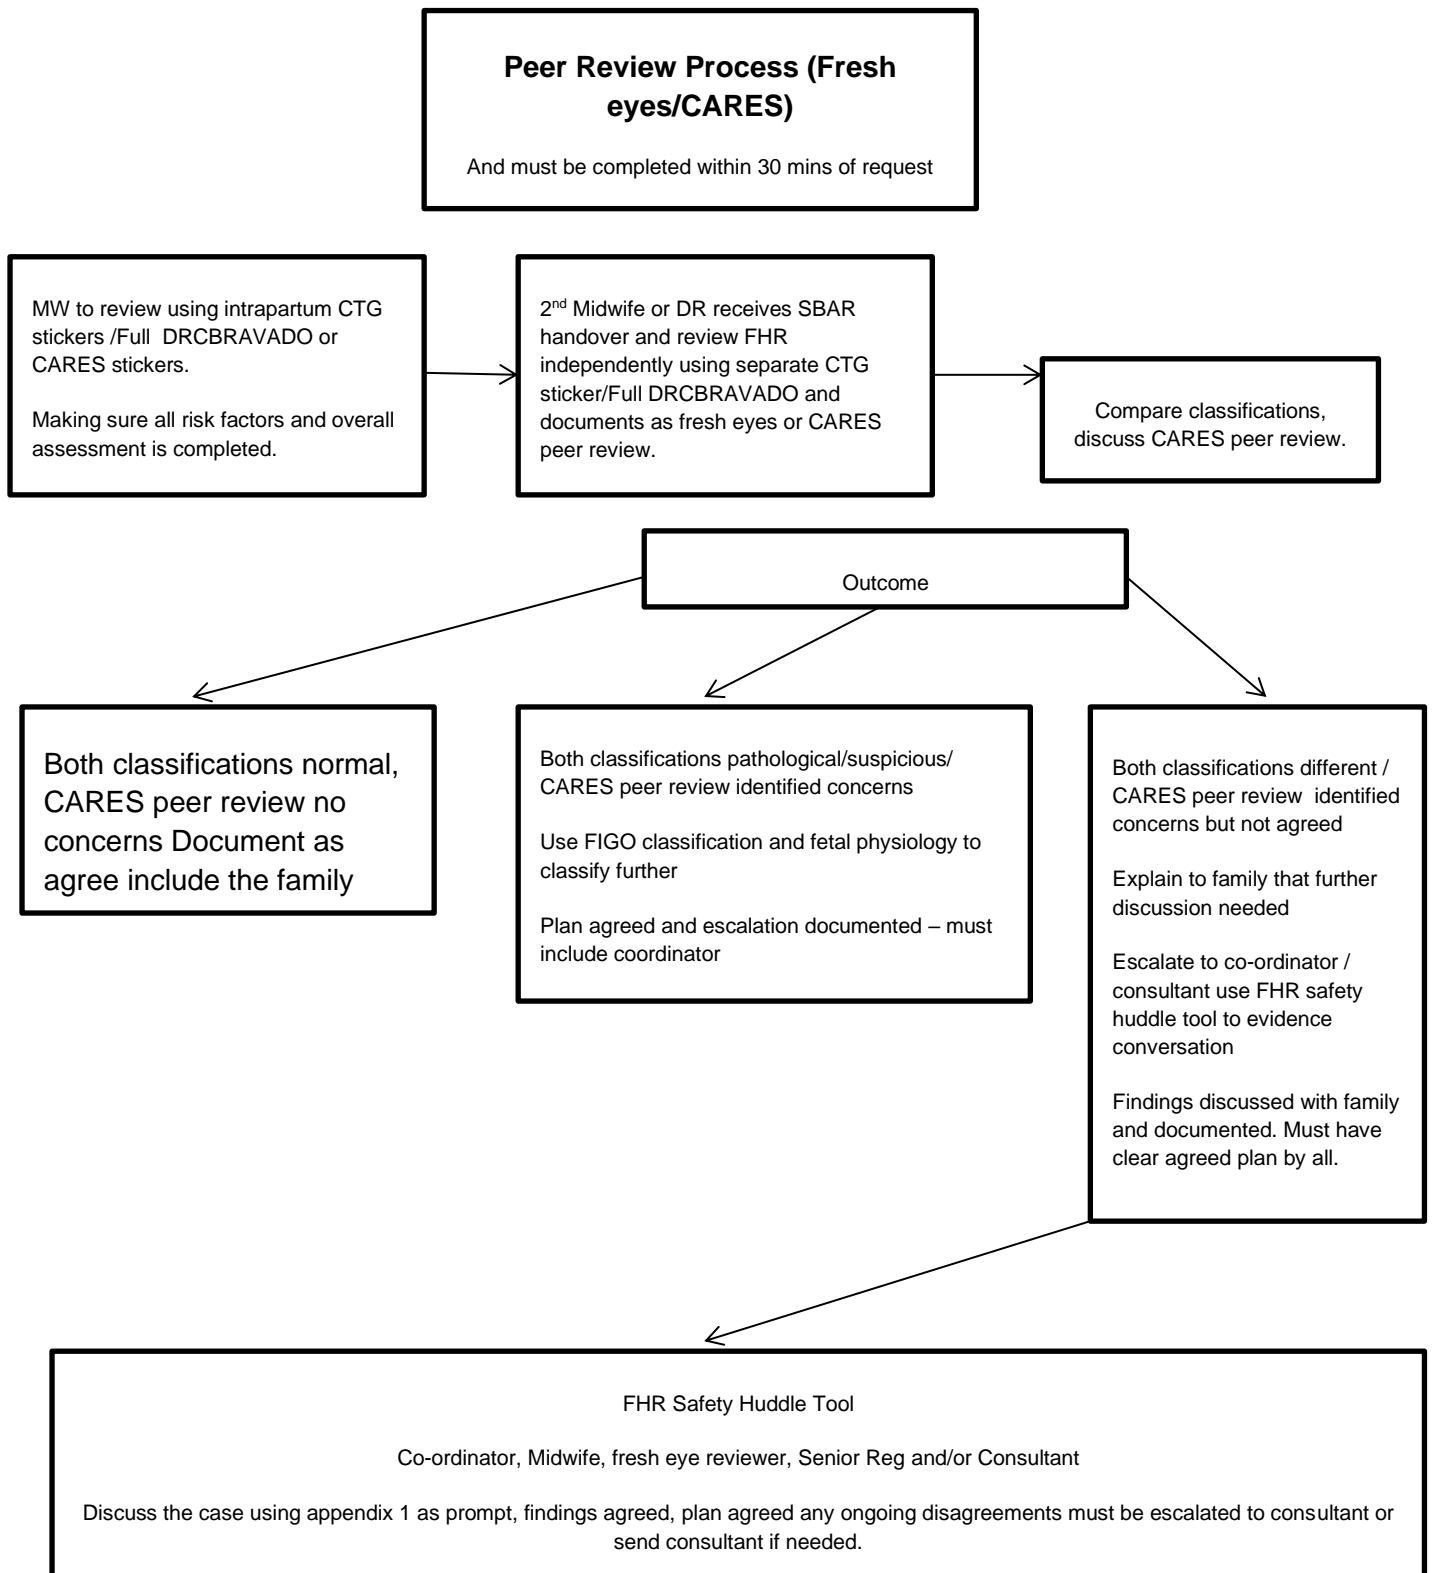 Peer Review Process (Fresh
eyes/CARES)
And must be completed within 30 mins of request
MW to review using intrapartum CTG
stickers /Full  DRCBRAVADO or
CARES stickers.
Making sure all risk factors and overall
assessment is completed.
2nd Midwife or DR receives SBAR
handover and review FHR
independently using separate CTG
sticker/Full DRCBRAVADO and
documents as fresh eyes or CARES
peer review.
Compare classifications,
discuss CARES peer review.
Outcome
Both classifications normal,
CARES peer review no
concerns Document as
agree include the family
Both classifications pathological/suspicious/
CARES peer review identified concerns
Use FIGO classification and fetal physiology to
classify further
Plan agreed and escalation documented – must
include coordinator
Both classifications different /
CARES peer review  identified
concerns but not agreed
Explain to family that further
discussion needed
Escalate to co-ordinator /
consultant use FHR safety
huddle tool to evidence
conversation
Findings discussed with family
and documented. Must have
clear agreed plan by all.
FHR Safety Huddle Tool
Co-ordinator, Midwife, fresh eye reviewer, Senior Reg and/or Consultant
Discuss the case using appendix 1 as prompt, findings agreed, plan agreed any ongoing disagreements must be escalated to consultant or
send consultant if needed.